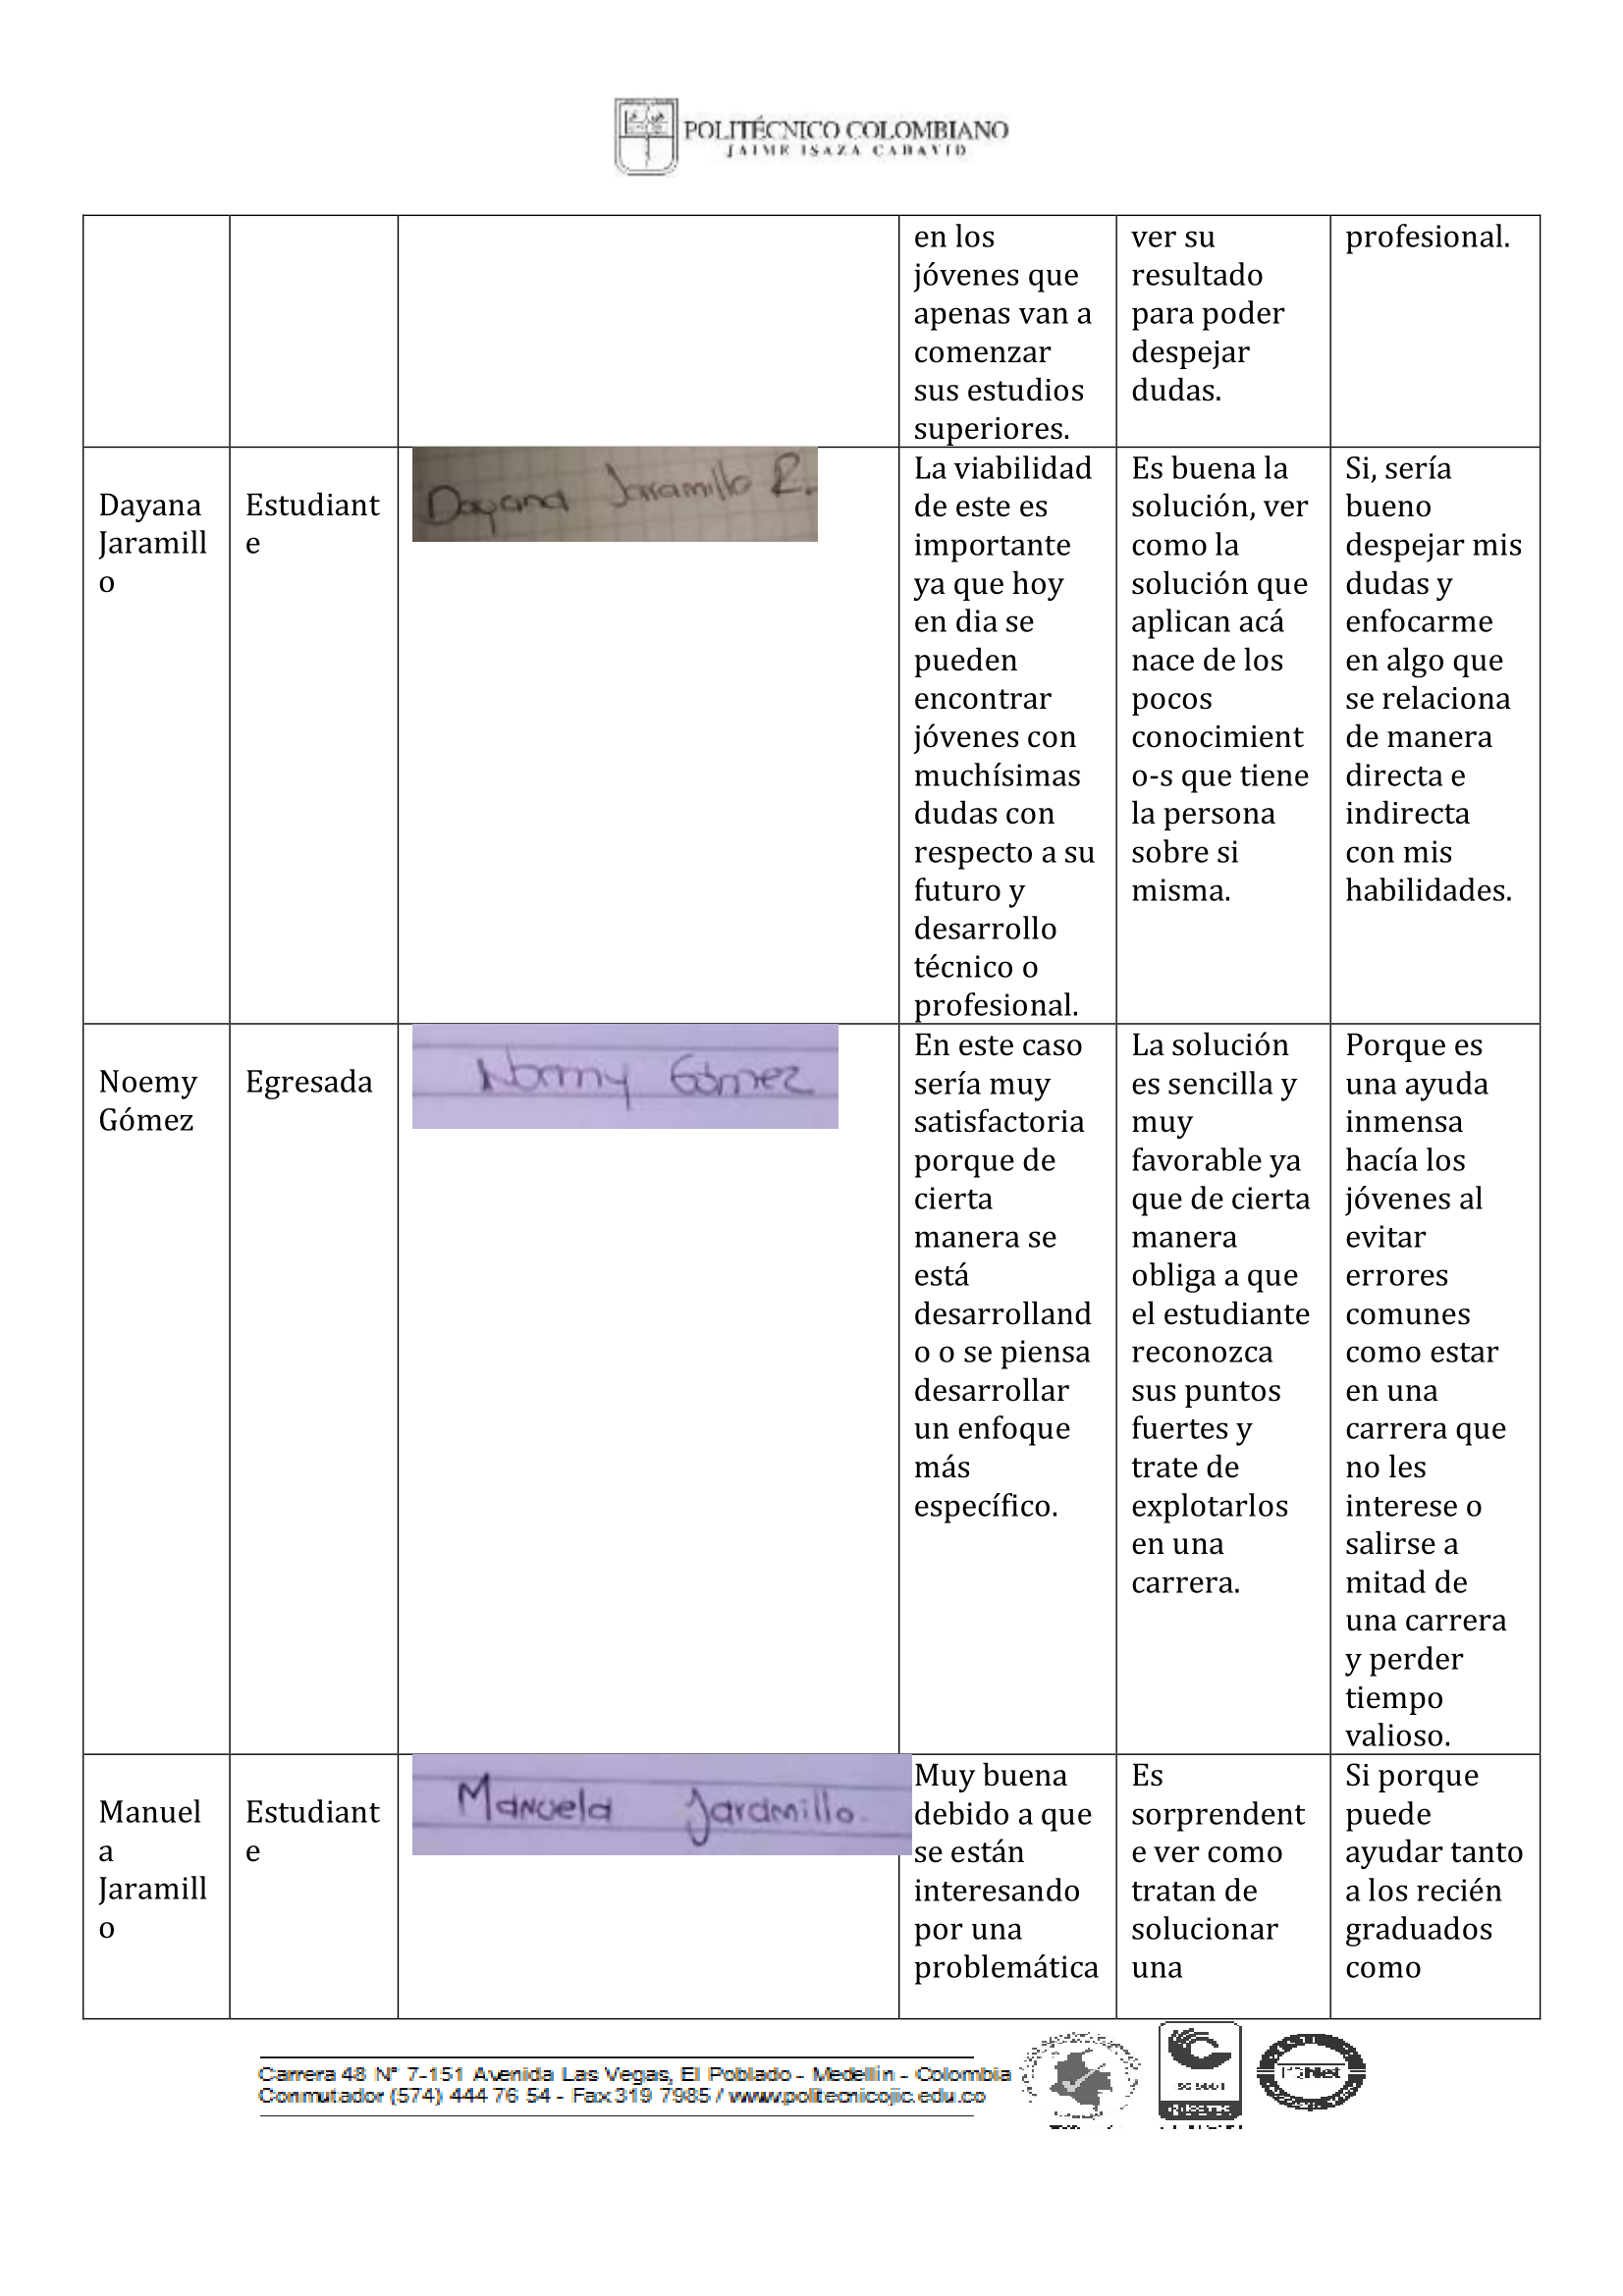 POLITÉCNICO COLOMBIANO
JAIME ISAZA CADAVID
en los
jóvenes que
apenas van a
comenzar
sus estudios
superiores.
ver su
resultado
para poder
despejar
dudas.
profesional.
Dayana
Jaramill
o
Estudiant
e
Dayana Jaramillo R.
La viabilidad
de este es
importante
ya que hoy
en dia se
pueden
encontrar
jóvenes con
muchísimas
dudas con
respecto a su
futuro y
desarrollo
técnico o
profesional.
Es buena la
solución, ver
como la
solución que
aplican acá
nace de los
pocos
conocimient
o-s que tiene
la persona
sobre si
misma.
Si, sería
bueno
despejar mis
dudas y
enfocarme
en algo que
se relaciona
de manera
directa e
indirecta
con mis
habilidades.
Noemy
Gómez
Egresada
Noemy Gómez
En este caso
sería muy
satisfactoria
porque de
cierta
manera se
está
desarrolland
o o se piensa
desarrollar
un enfoque
más
específico.
La solución
es sencilla y
muy
favorable ya
que de cierta
manera
obliga a que
el estudiante
reconozca
sus puntos
fuertes y
trate de
explotarlos
en una
carrera.
Porque es
una ayuda
inmensa
hacía los
jóvenes al
evitar
errores
comunes
como estar
en una
carrera que
no les
interese o
salirse a
mitad de
una carrera
y perder
tiempo
valioso.
Manuel
a
Jaramill
o
Estudiant
e
Manuela Jaramillo.
Muy buena
debido a que
se están
interesando
por una
problemática
Es
sorprendent
e ver como
tratan de
solucionar
una
Si porque
puede
ayudar tanto
a los recién
graduados
como
Carrera 48 N° 7-151 Avenida Las Vegas, El Poblado - Medellín - Colombia
Conmutador (574) 444 76 54 - Fax 319 7985 / www.politecnicojic.edu.co